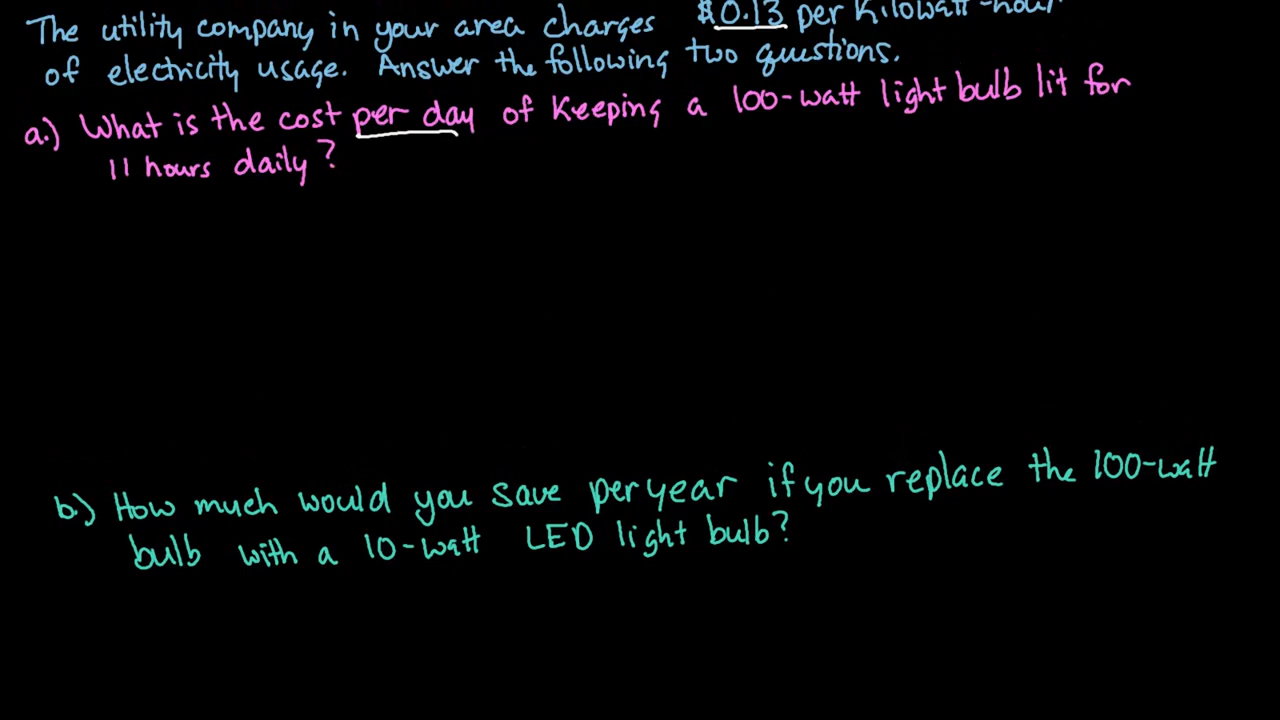 The utility company in your area charges $0.13 per Kilowatt-hour
of electricity usage. Answer the following two questions.
a.) What is the cost per day of keeping a 100-watt light bulb lit for
11 hours daily?
b.) How much would you save per year if you replace the 100-watt
bulb with a 10-watt LED light bulb?